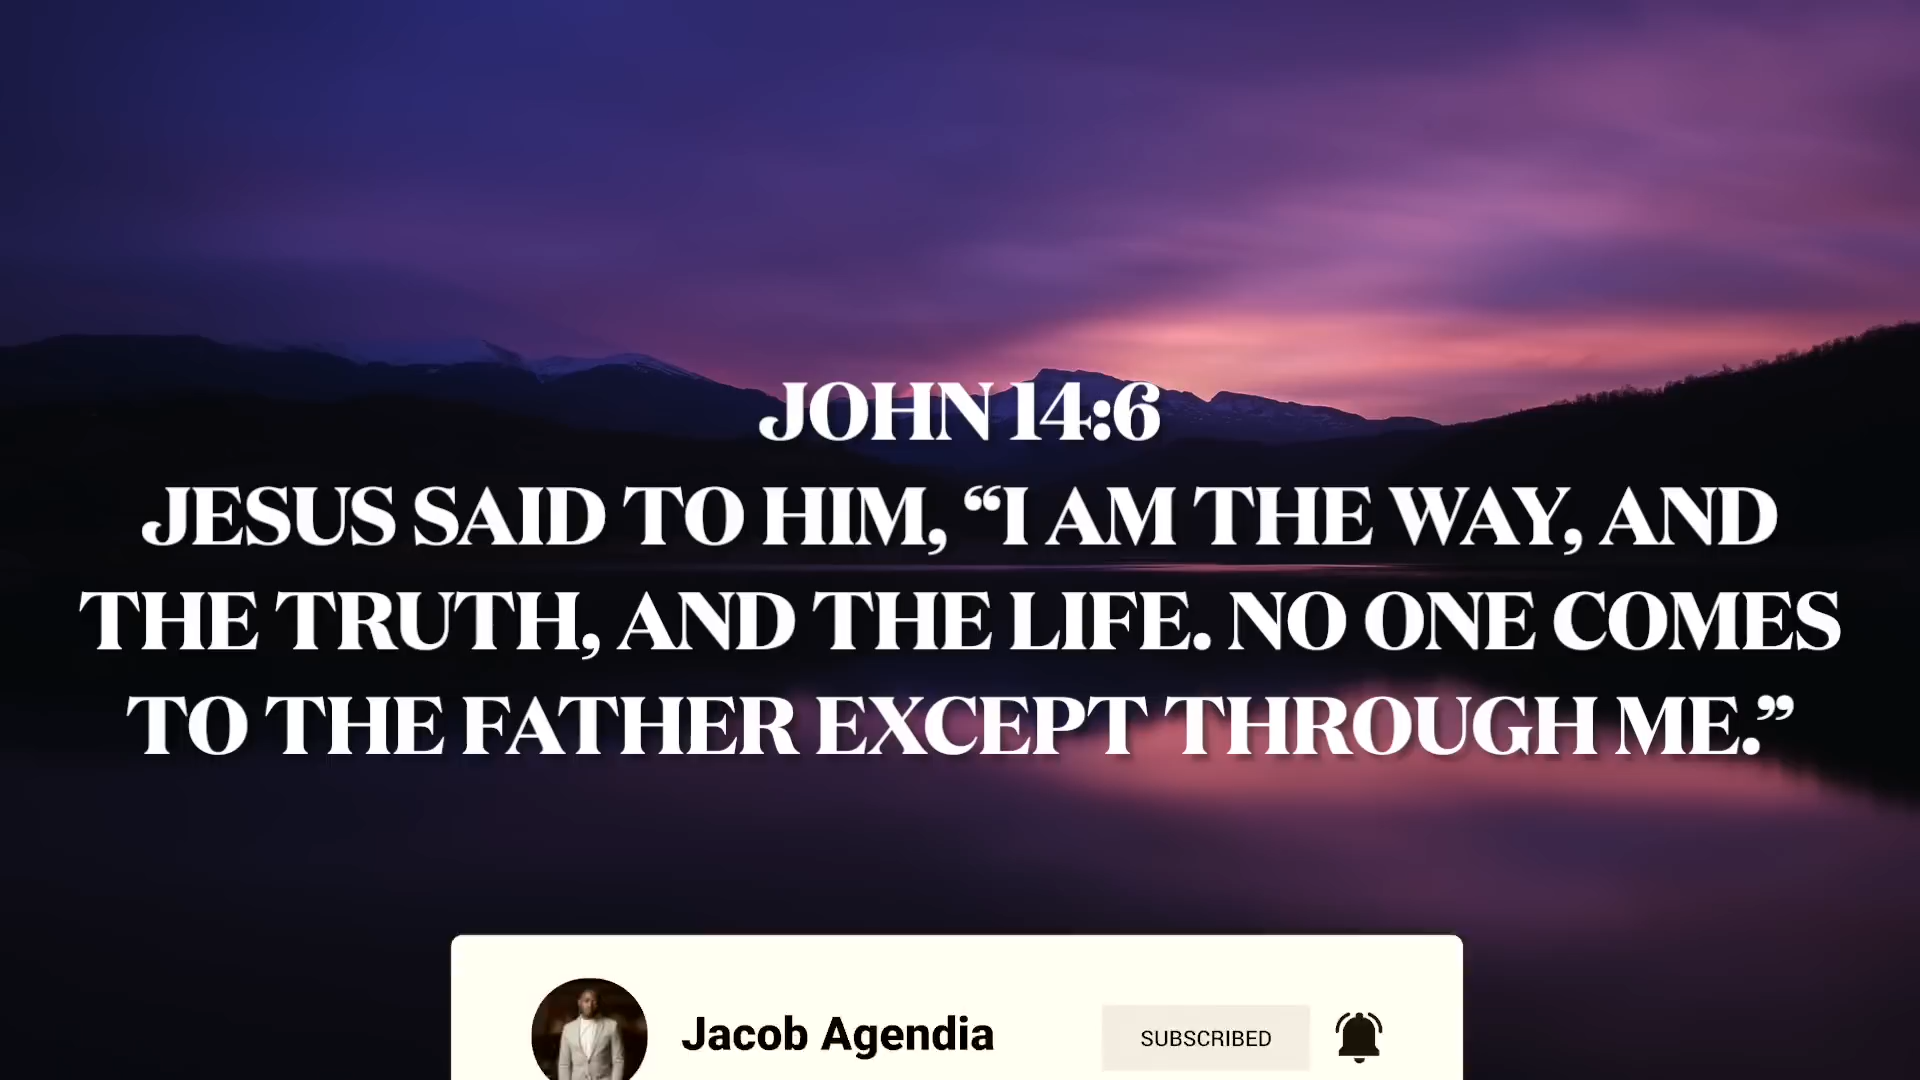 JOHN 14:6
JESUS SAID TO HIM, “I AM THE WAY, AND
THE TRUTH, AND THE LIFE. NO ONE COMES
TO THE FATHER EXCEPT THROUGH ME.”
Jacob Agendia
SUBSCRIBED